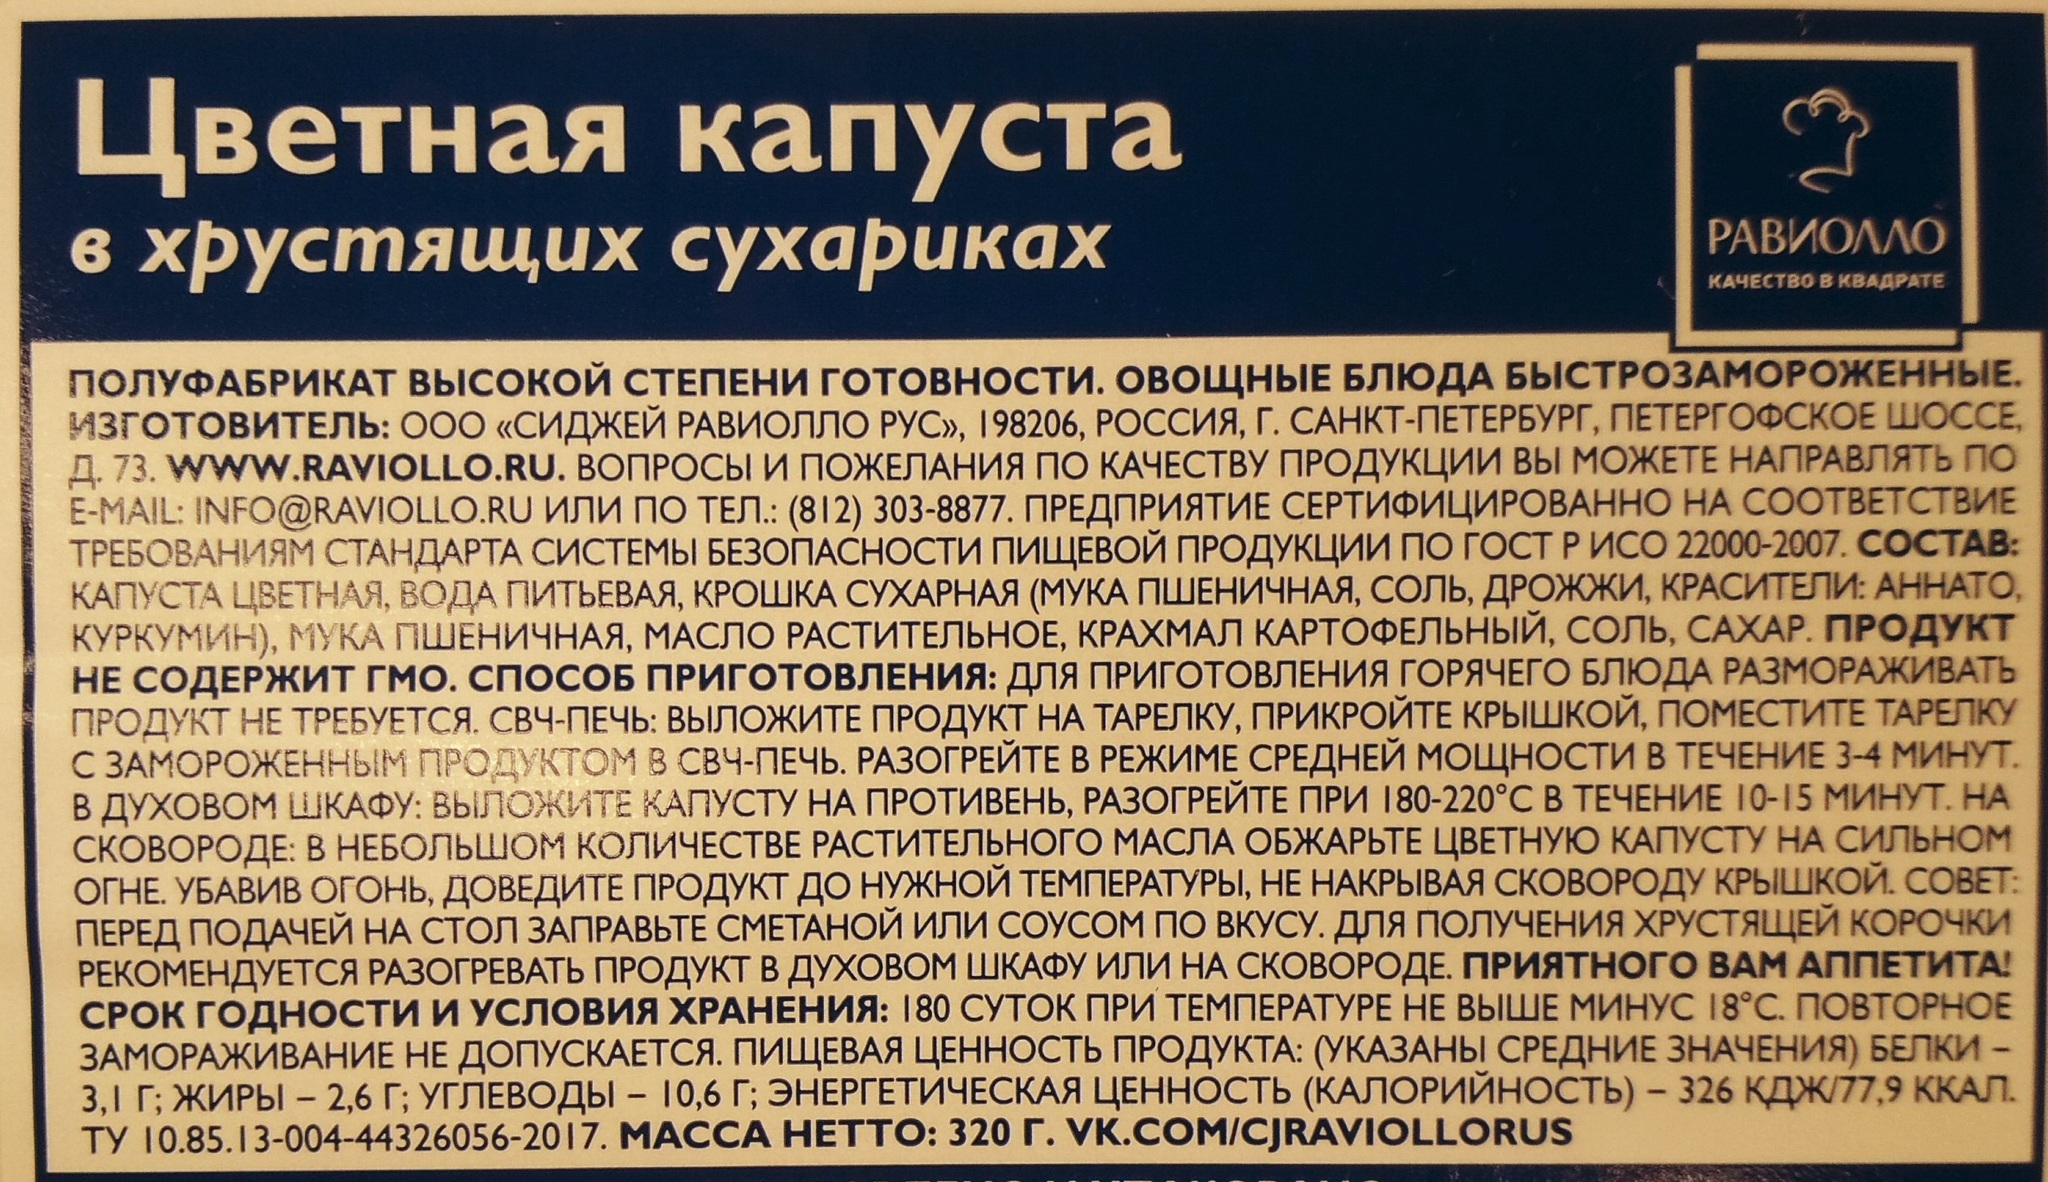 Цветная капуста
в хрустящих сухариках
РАВИОЛЛО
КАЧЕСТВО В КВАДРАТЕ
ПОЛУФАБРИКАТ ВЫСОКОЙ СТЕПЕНИ ГОТОВНОСТИ. ОВОЩНЫЕ БЛЮДА БЫСТРОЗАМОРОЖЕННЫЕ.
ИЗГОТОВИТЕЛЬ: ООО «СИДЖЕЙ РАВИОЛЛО РУС», 198206, РОССИЯ, Г. САНКТ-ПЕТЕРБУРГ, ПЕТЕРГОФСКОЕ ШОССЕ,
Д. 73. WWW.RAVIOLLO.RU. ВОПРОСЫ И ПОЖЕЛАНИЯ ПО КАЧЕСТВУ ПРОДУКЦИИ ВЫ МОЖЕТЕ НАПРАВЛЯТЬ ПО
E-MAIL: INFO@RAVIOLLO.RU ИЛИ ПО ТЕЛ.: (812) 303-8877. ПРЕДПРИЯТИЕ СЕРТИФИЦИРОВАННО НА СООТВЕТСТВИЕ
ТРЕБОВАНИЯМ СТАНДАРТА СИСТЕМЫ БЕЗОПАСНОСТИ ПИЩЕВОЙ ПРОДУКЦИИ ПО ГОСТ Р ИСО 22000-2007. СОСТАВ:
КАПУСТА ЦВЕТНАЯ, ВОДА ПИТЬЕВАЯ, КРОШКА СУХАРНАЯ (МУКА ПШЕНИЧНАЯ, СОЛЬ, ДРОЖЖИ, КРАСИТЕЛИ: АННАТО,
КУРКУМИН), МУКА ПШЕНИЧНАЯ, МАСЛО РАСТИТЕЛЬНОЕ, КРАХМАЛ КАРТОФЕЛЬНЫЙ, СОЛЬ, САХАР. ПРОДУКТ
НЕ СОДЕРЖИТ ГМО. СПОСОБ ПРИГОТОВЛЕНИЯ: ДЛЯ ПРИГОТОВЛЕНИЯ ГОРЯЧЕГО БЛЮДА РАЗМОРАЖИВАТЬ
ПРОДУКТ НЕ ТРЕБУЕТСЯ. СВЧ-ПЕЧЬ: ВЫЛОЖИТЕ ПРОДУКТ НА ТАРЕЛКУ, ПРИКРОЙТЕ КРЫШКОЙ, ПОМЕСТИТЕ ТАРЕЛКУ
С ЗАМОРОЖЕННЫМ ПРОДУКТОМ В СВЧ-ПЕЧЬ. РАЗОГРЕЙТЕ В РЕЖИМЕ СРЕДНЕЙ МОЩНОСТИ В ТЕЧЕНИЕ 3-4 МИНУТ.
В ДУХОВОМ ШКАФУ: ВЫЛОЖИТЕ КАПУСТУ НА ПРОТИВЕНЬ, РАЗОГРЕЙТЕ ПРИ 180-220°С В ТЕЧЕНИЕ 10-15 МИНУТ. НА
СКОВОРОДЕ: В НЕБОЛЬШОМ КОЛИЧЕСТВЕ РАСТИТЕЛЬНОГО МАСЛА ОБЖАРЬТЕ ЦВЕТНУЮ КАПУСТУ НА СИЛЬНОМ
ОГНЕ. УБАВИВ ОГОНЬ, ДОВЕДИТЕ ПРОДУКТ ДО НУЖНОЙ ТЕМПЕРАТУРЫ, НЕ НАКРЫВАЯ СКОВОРОДУ КРЫШКОЙ. СОВЕТ:
ПЕРЕД ПОДАЧЕЙ НА СТОЛ ЗАПРАВЬТЕ СМЕТАНОЙ ИЛИ СОУСОМ ПО ВКУСУ. ДЛЯ ПОЛУЧЕНИЯ ХРУСТЯЩЕЙ КОРОЧКИ
РЕКОМЕНДУЕТСЯ РАЗОГРЕВАТЬ ПРОДУКТ В ДУХОВОМ ШКАФУ ИЛИ НА СКОВОРОДЕ. ПРИЯТНОГО ВАМ АППЕТИТА!
СРОК ГОДНОСТИ И УСЛОВИЯ ХРАНЕНИЯ: 180 СУТОК ПРИ ТЕМПЕРАТУРЕ НЕ ВЫШЕ МИНУС 18°С. ПОВТОРНОЕ
ЗАМОРАЖИВАНИЕ НЕ ДОПУСКАЕТСЯ. ПИЩЕВАЯ ЦЕННОСТЬ ПРОДУКТА: (УКАЗАНЫ СРЕДНИЕ ЗНАЧЕНИЯ) БЕЛКИ –
3,1 Г; ЖИРЫ – 2,6 Г; УГЛЕВОДЫ – 10,6 Г; ЭНЕРГЕТИЧЕСКАЯ ЦЕННОСТЬ (КАЛОРИЙНОСТЬ) – 326 КДЖ/77,9 ККАЛ.
ТУ 10.85.13-004-44326056-2017. МАССА НЕТТО: 320 Г. VK.COM/CJRAVIOLLORUS